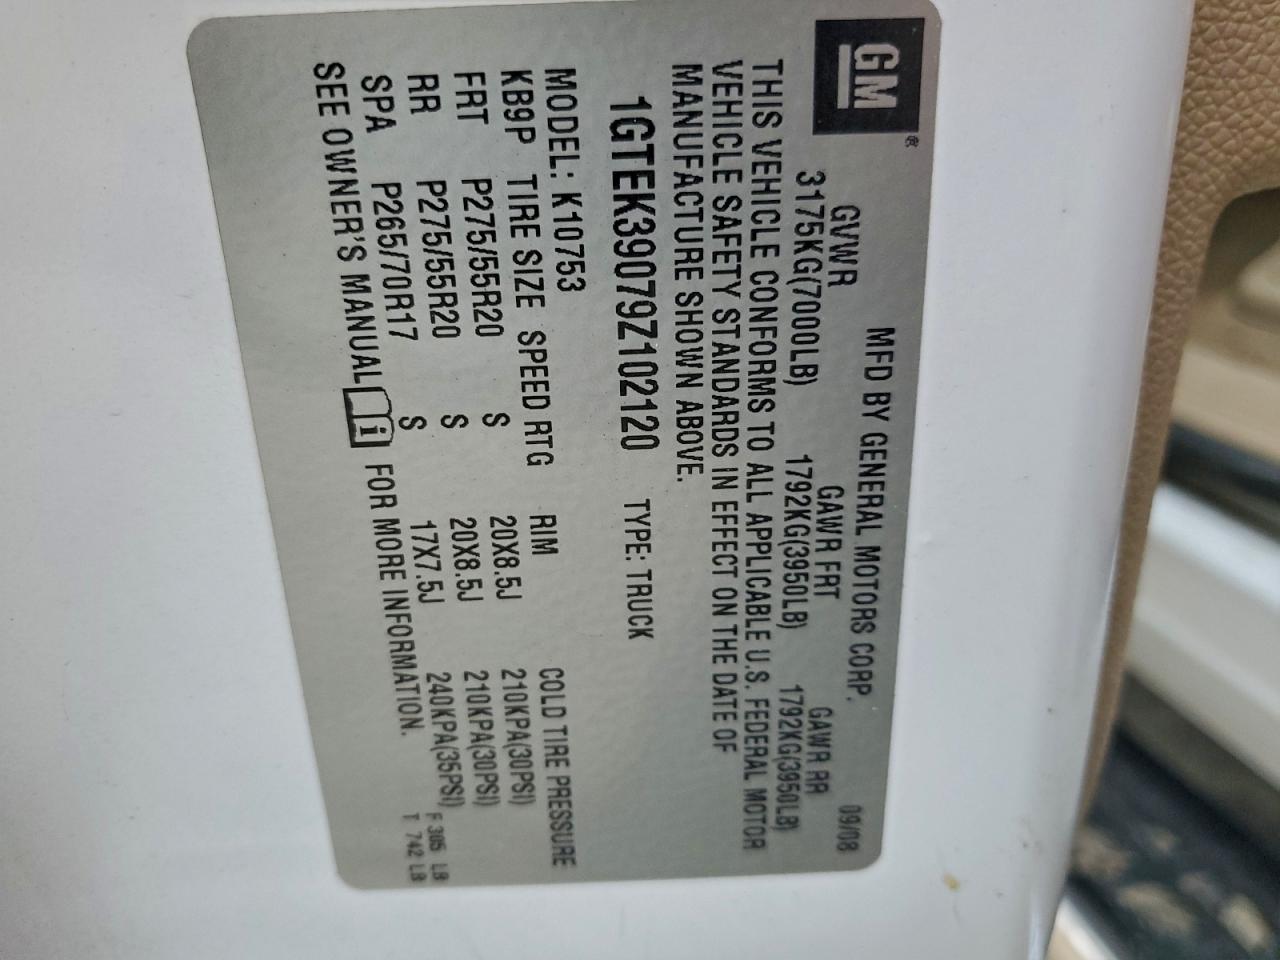 GM®
MFD BY GENERAL MOTORS CORP. 09/08
GVWR GAWR FRT GAWR RR
3175KG(7000LB) 1792KG(3950LB) 1792KG(3950LB)
THIS VEHICLE CONFORMS TO ALL APPLICABLE U.S. FEDERAL MOTOR
VEHICLE SAFETY STANDARDS IN EFFECT ON THE DATE OF
MANUFACTURE SHOWN ABOVE.
1GTEK39079Z102120 TYPE: TRUCK
MODEL: K10753
KB9P TIRE SIZE SPEED RTG RIM COLD TIRE PRESSURE
FRT P275/55R20 S 20X8.5J 210KPA(30PSI)
RR P275/55R20 S 20X8.5J 210KPA(30PSI)
SPA P265/70R17 S 17X7.5J 240KPA(35PSI) F 305 LB
SEE OWNER'S MANUAL i FOR MORE INFORMATION. T 742 LB